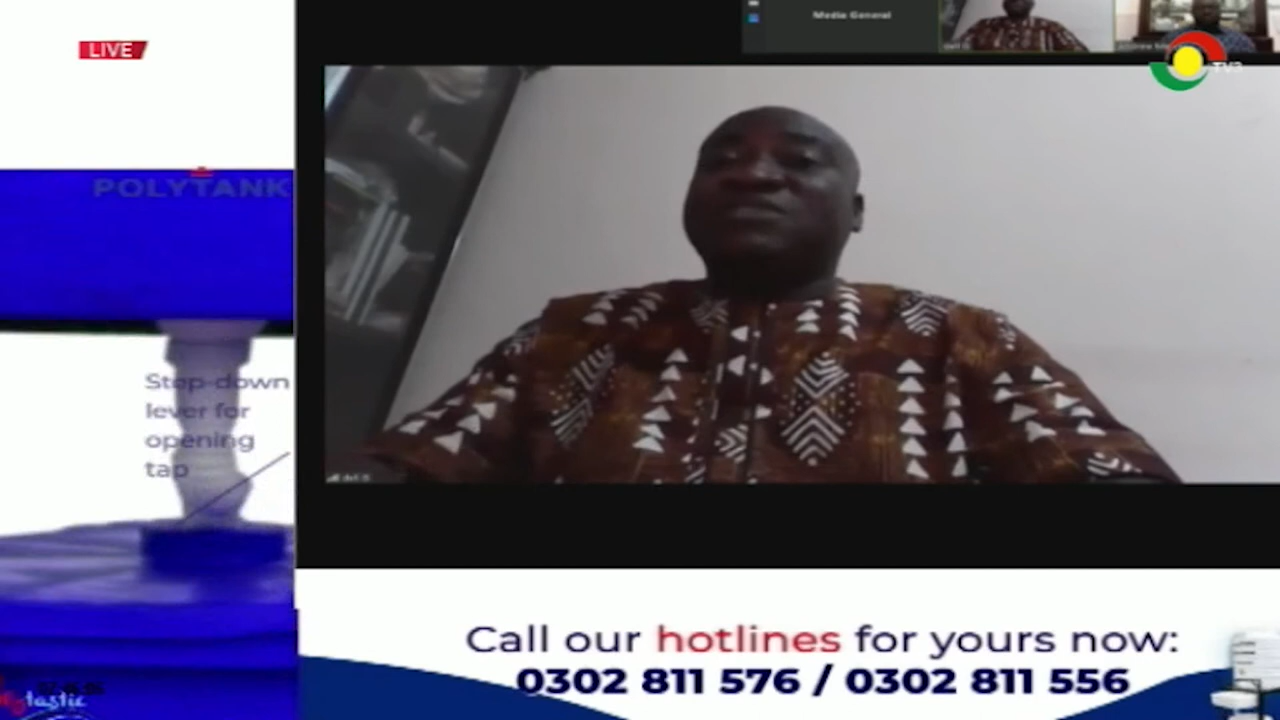 LIVE
Media General
TV3
POLYTANK
Step-down
lever for
opening
tap
Call our hotlines for yours now:
0302 811 576 / 0302 811 556